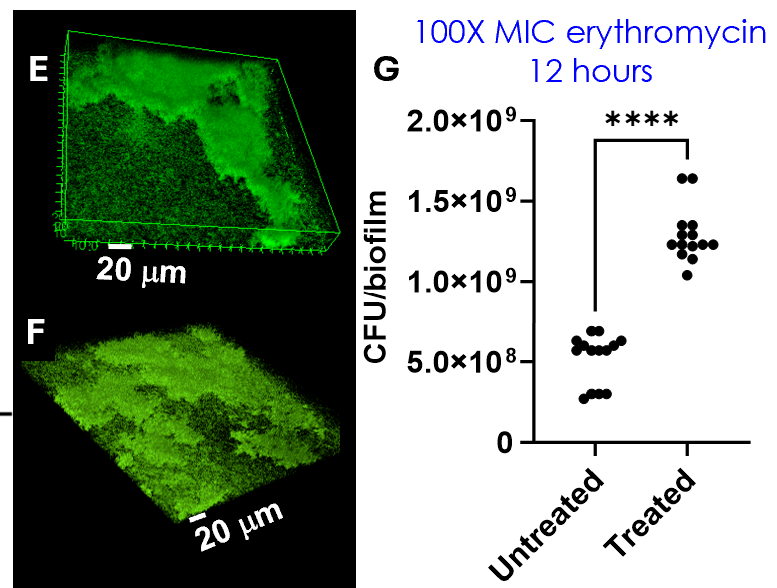 E
20 μm
F
20 μm
100X MIC erythromycin
12 hours
G
****
2.0×10⁹
1.5×10⁹
1.0×10⁹
5.0×10⁸
0
CFU/biofilm
Untreated
Treated